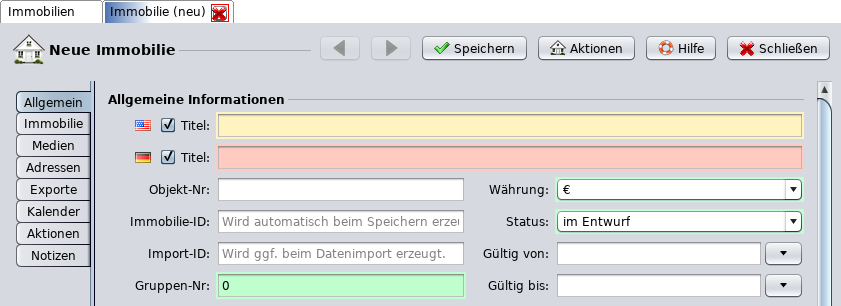 Immobilien
Immobilie (neu)
Neue Immobilie
Speichern
Aktionen
Hilfe
Schließen
Allgemein
Immobilie
Medien
Adressen
Exporte
Kalender
Aktionen
Notizen
Allgemeine Informationen
Titel:
Titel:
Objekt-Nr:
Währung: €
Immobilie-ID: Wird automatisch beim Speichern
Status: im Entwurf
Import-ID: Wird ggf. beim Datenimport erzeugt.
Gültig von:
Gruppen-Nr: 0
Gültig bis: